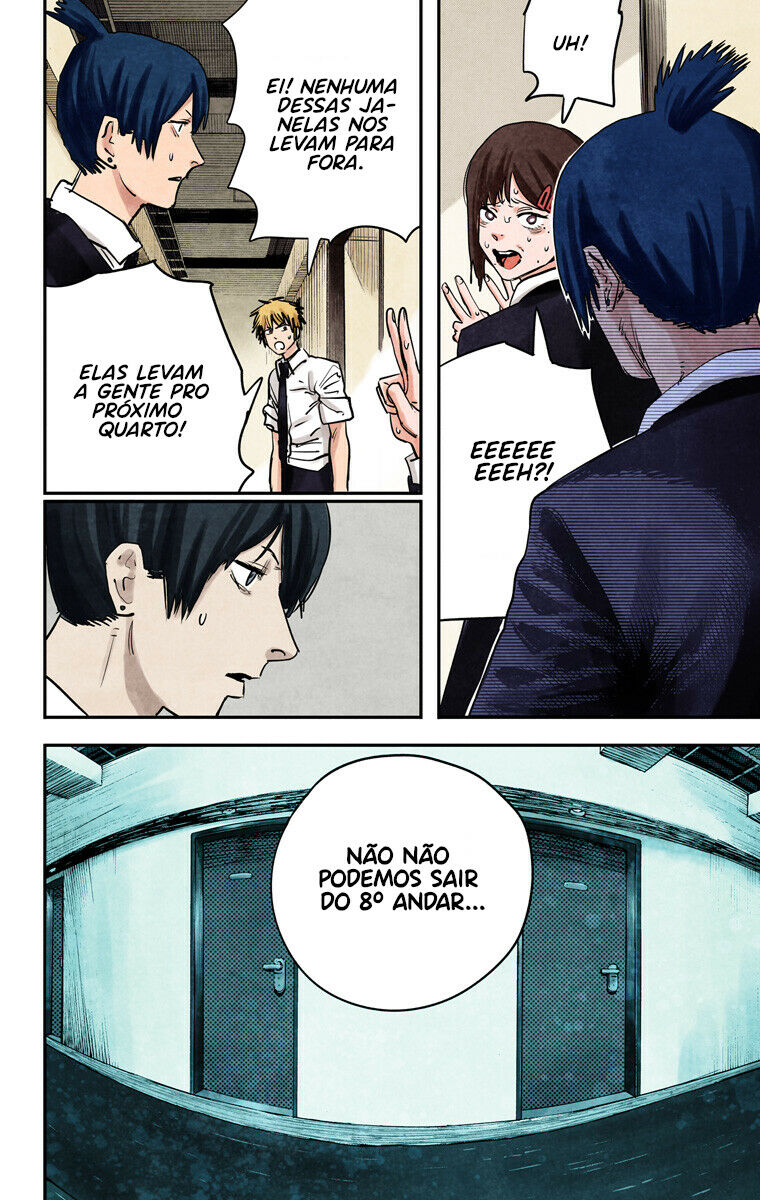 UH!
EEEEEE
EEEH?!
EI! NENHUMA
DESSAS JA-
NELAS NOS
LEVAM PARA
FORA.
ELAS LEVAM
A GENTE PRO
PRÓXIMO
QUARTO!
NÃO NÃO
PODEMOS SAIR
DO 8º ANDAR...